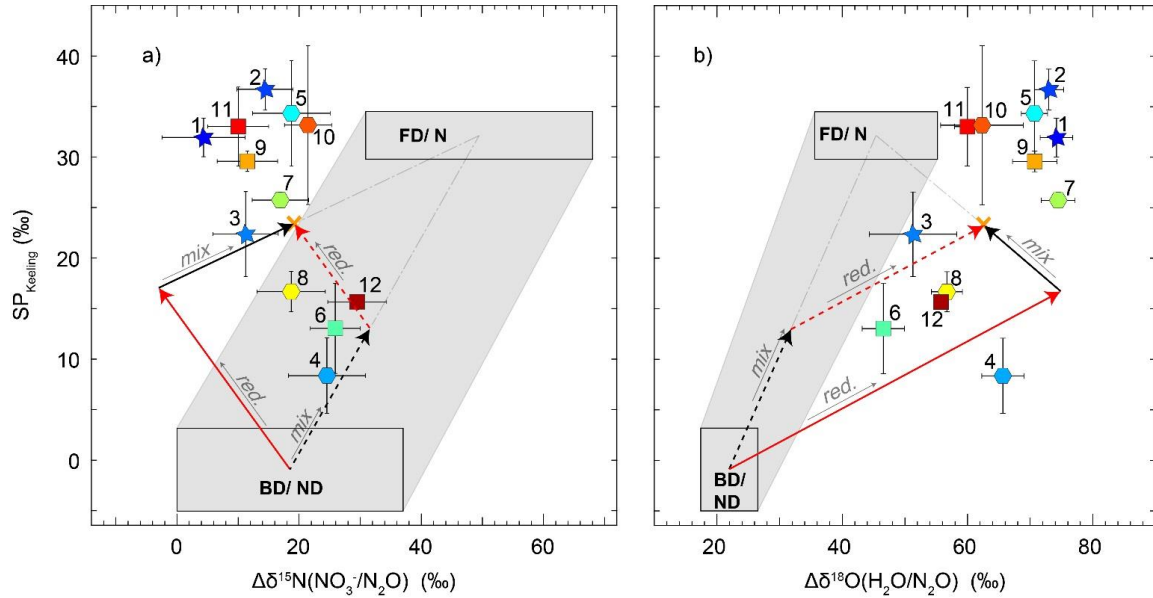 a)
b)
40
30
20
10
0
SP Keeling (‰)
1
2
3
4
5
6
7
8
9
10
11
12
FD/ N
BD/ ND
mix
red.
red.
mix
0
20
40
60
Δδ¹⁵N(NO₃⁻/N₂O) (‰)
1
2
3
4
5
6
7
8
9
10
11
12
FD/ N
BD/
ND
mix
red.
red.
mix
20
40
60
80
Δδ¹⁸O(H₂O/N₂O) (‰)